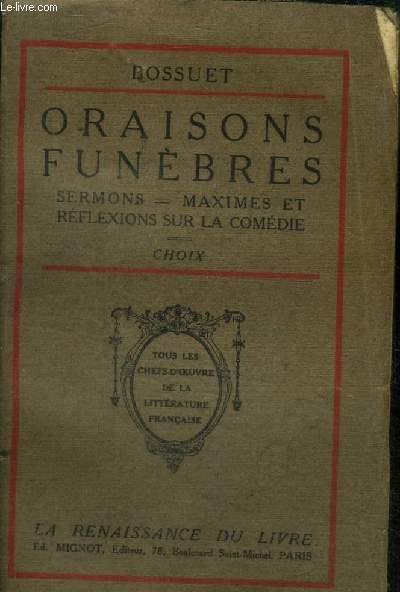 Le-livre.com
BOSSUET
ORAISONS
FUNÈBRES
SERMONS = MAXIMES ET
RÉFLEXIONS SUR LA COMÉDIE
CHOIX
TOUS LES
CHEFS-D'ŒUVRE
DE LA
LITTÉRATURE
FRANÇAISE
LA RENAISSANCE DU LIVRE
Ed. MIGNOT, Éditeur, 78, Boulevard Saint-Michel, PARIS